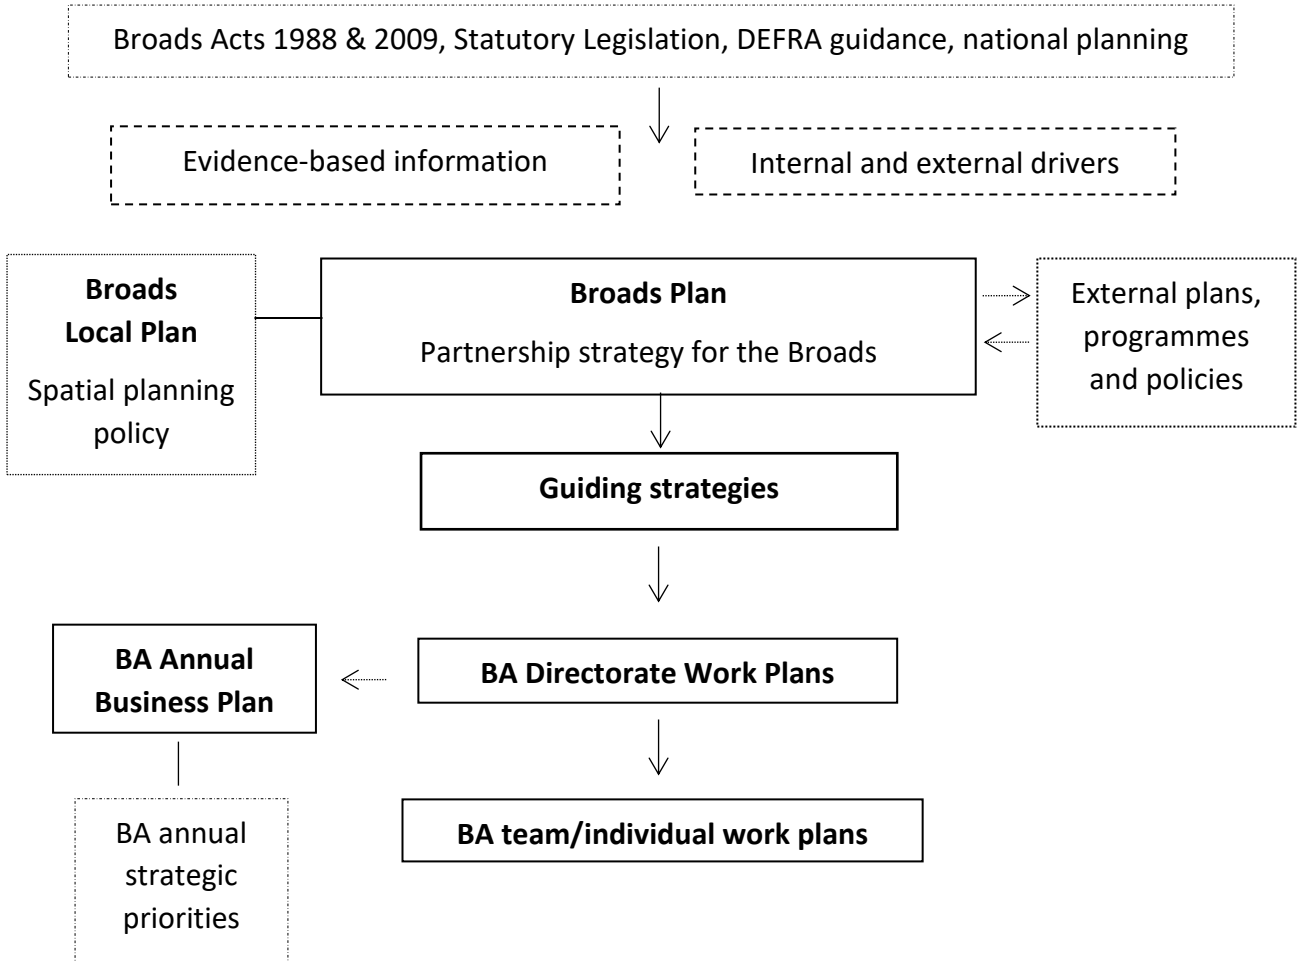 Broads Acts 1988 & 2009, Statutory Legislation, DEFRA guidance, national planning
Evidence-based information
Internal and external drivers
Broads
Local Plan
Spatial planning
policy
Broads Plan
Partnership strategy for the Broads
External plans,
programmes
and policies
Guiding strategies
BA Annual
Business Plan
BA Directorate Work Plans
BA annual
strategic
priorities
BA team/individual work plans